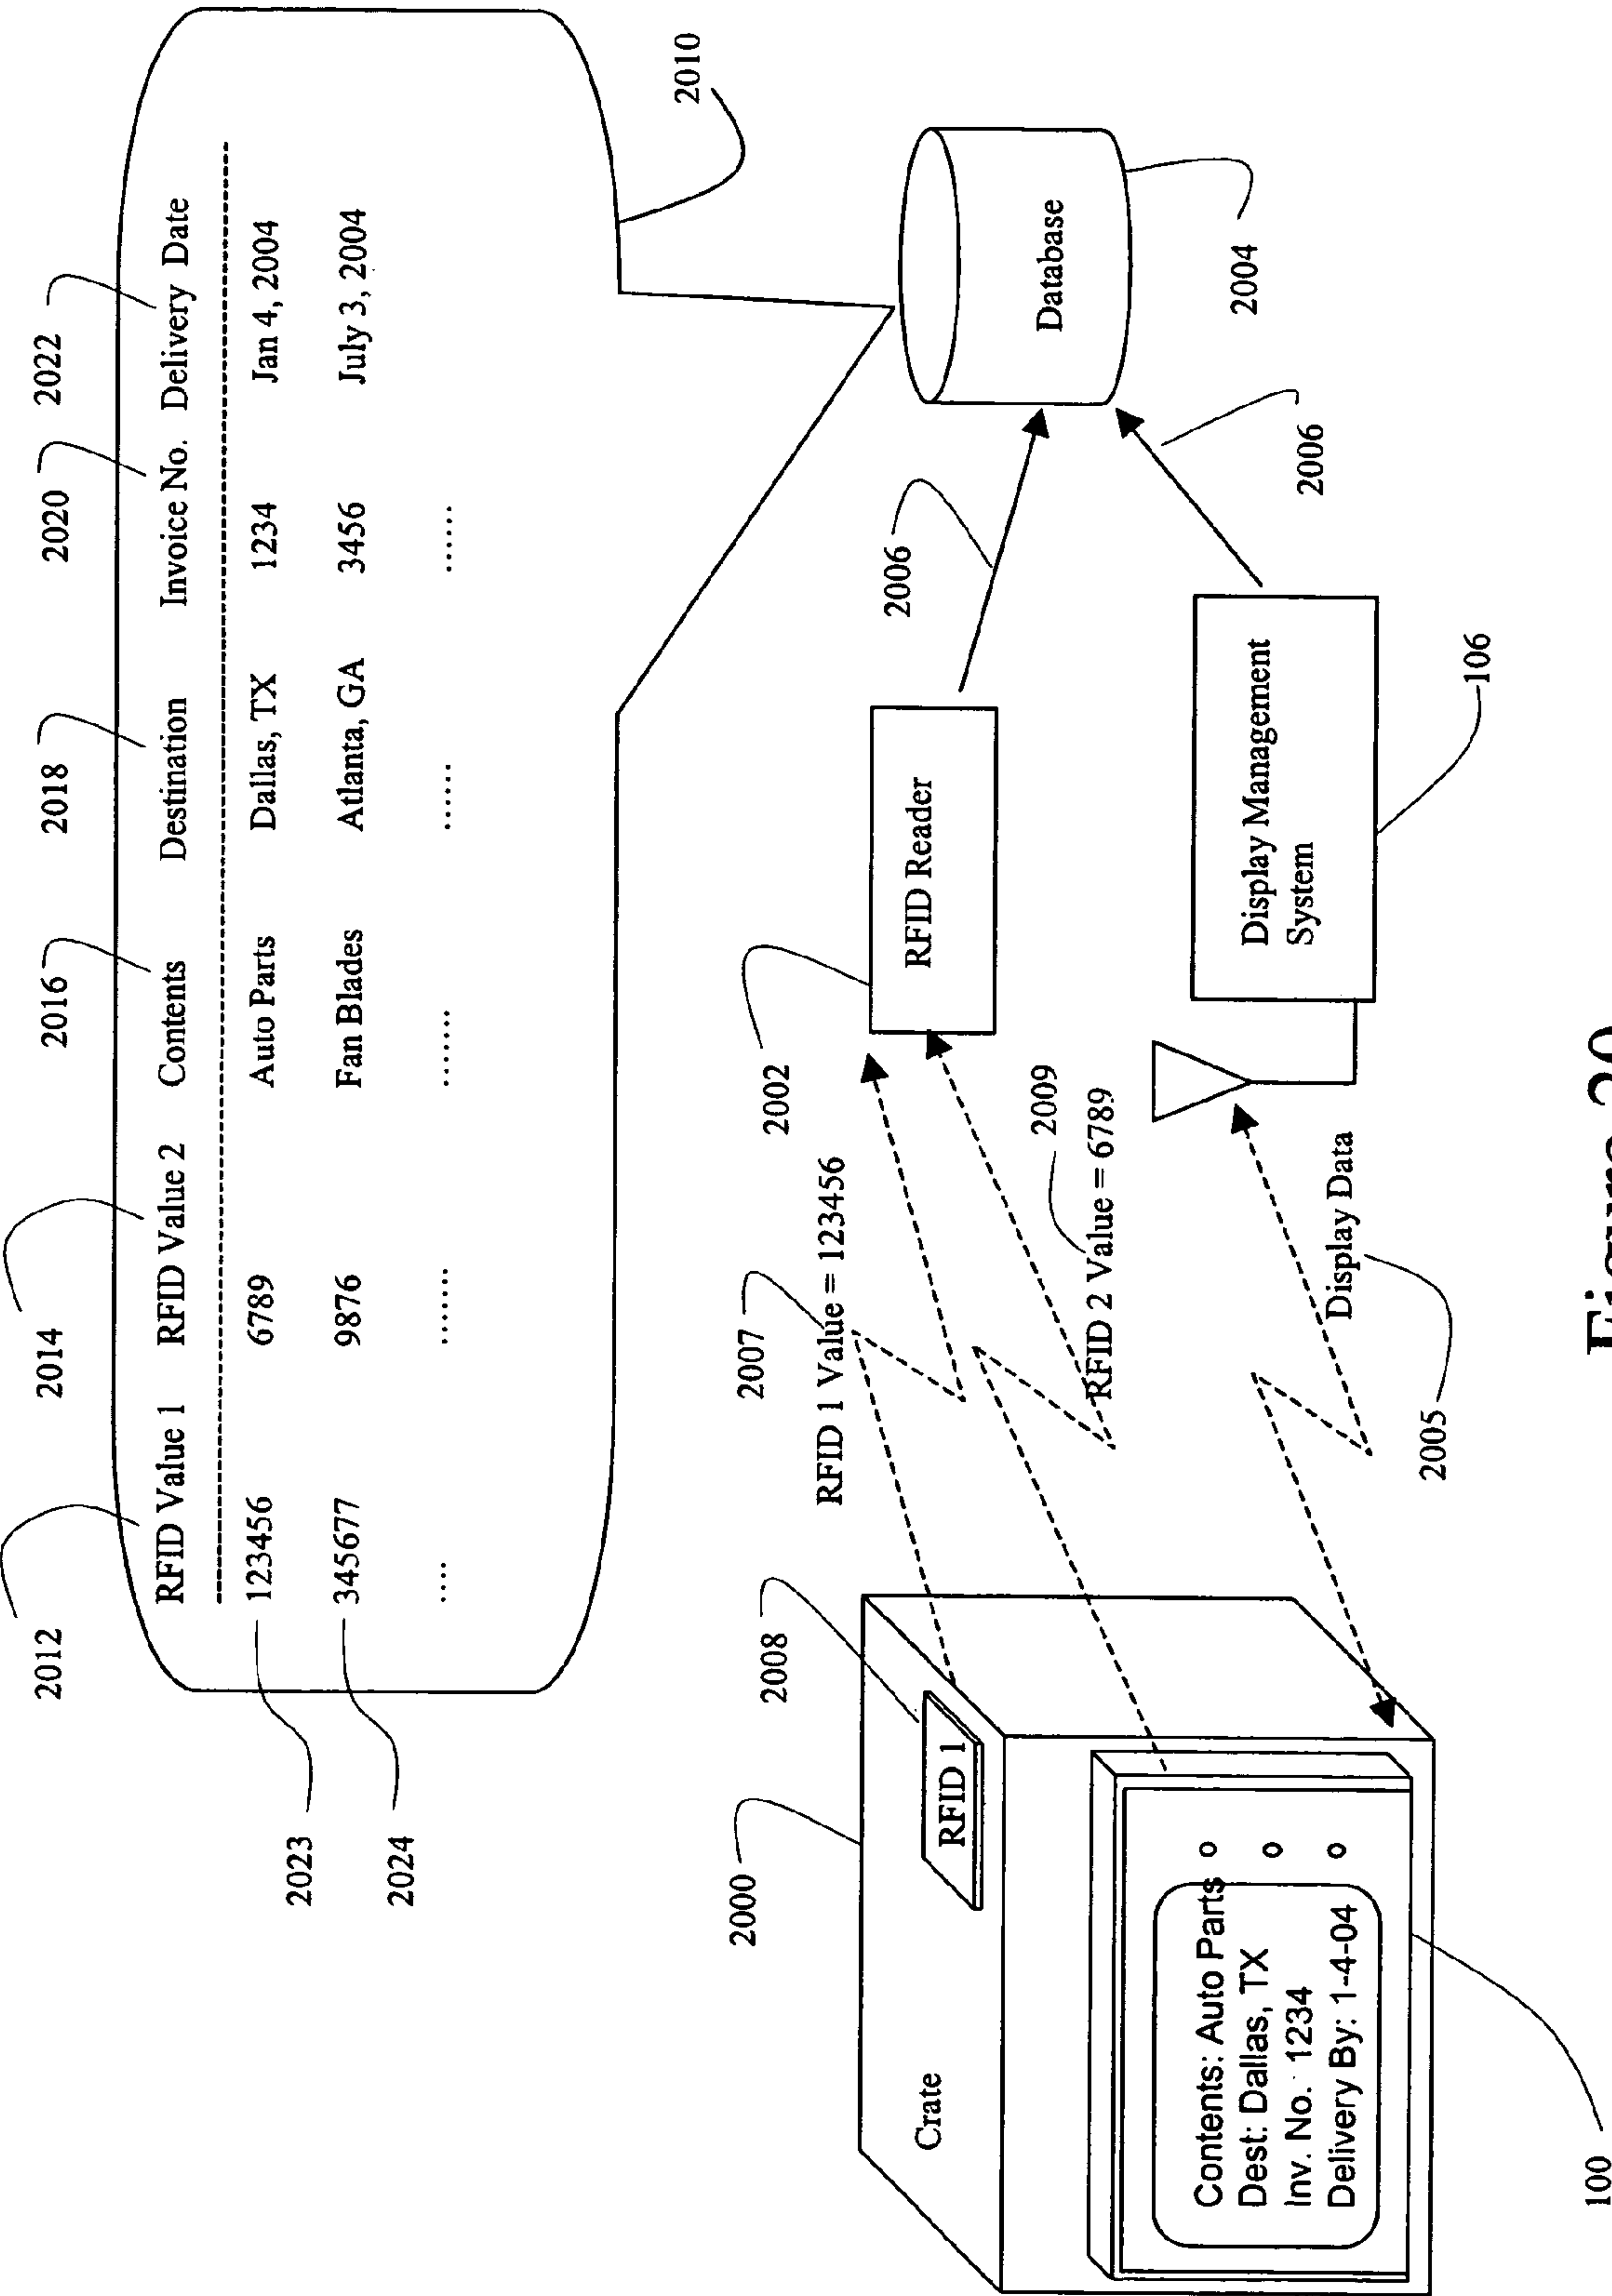 2012 2014 2016 2018 2020 2022
RFID Value 1 RFID Value 2 Contents Destination Invoice No. Delivery Date
123456 6789 Auto Parts Dallas, TX 1234 Jan 4, 2004
345677 9876 Fan Blades Atlanta, GA 3456 July 3, 2004
.... ...... ....... ...... ......
2023
2024
2010
2000
2008
2007
2002
2006
RFID 1 Value = 123456
Crate
RFID 1
RFID Reader
Database
2009
RFID 2 Value = 6789
2004
Contents: Auto Parts
Dest: Dallas, TX
Inv. No. 1234
Delivery By: 1-4-04
Display Management
System
2006
Display Data
2005
106
100
Figure 20